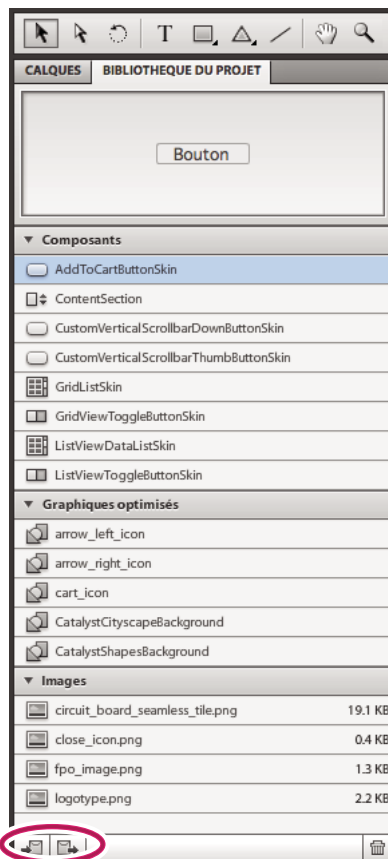 T
CALQUES BIBLIOTHEQUE DU PROJET
Bouton
Composants
AddToCartButtonSkin
ContentSection
CustomVerticalScrollbarDownButtonSkin
CustomVerticalScrollbarThumbButtonSkin
GridListSkin
GridViewToggleButtonSkin
ListViewDataListSkin
ListViewToggleButtonSkin
Graphiques optimisés
arrow_left_icon
arrow_right_icon
cart_icon
CatalystCityscapeBackground
CatalystShapesBackground
Images
circuit_board_seamless_tile.png 19.1 KB
close_icon.png 0.4 KB
fpo_image.png 1.3 KB
logotype.png 2.2 KB